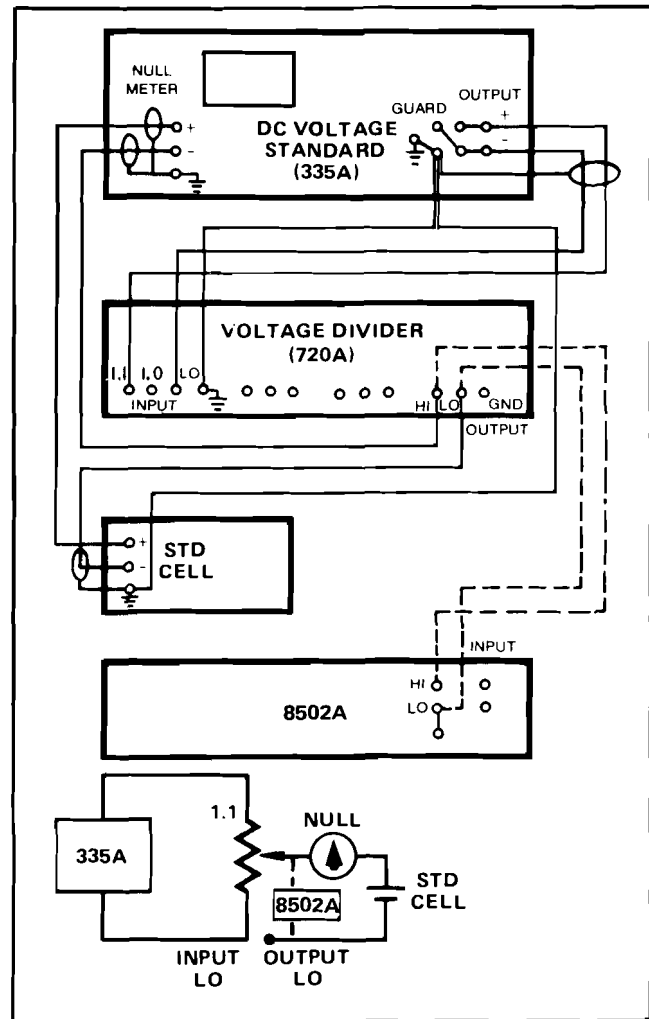 NULL
METER
GUARD
OUTPUT
+
-
+
-
DC VOLTAGE
STANDARD
(335A)
VOLTAGE DIVIDER
(720A)
1.1 1.0 LO
INPUT
HI LO GND
OUTPUT
+
-
STD
CELL
INPUT
HI
LO
8502A
335A
1.1
NULL
8502A
STD
CELL
INPUT
LO
OUTPUT
LO